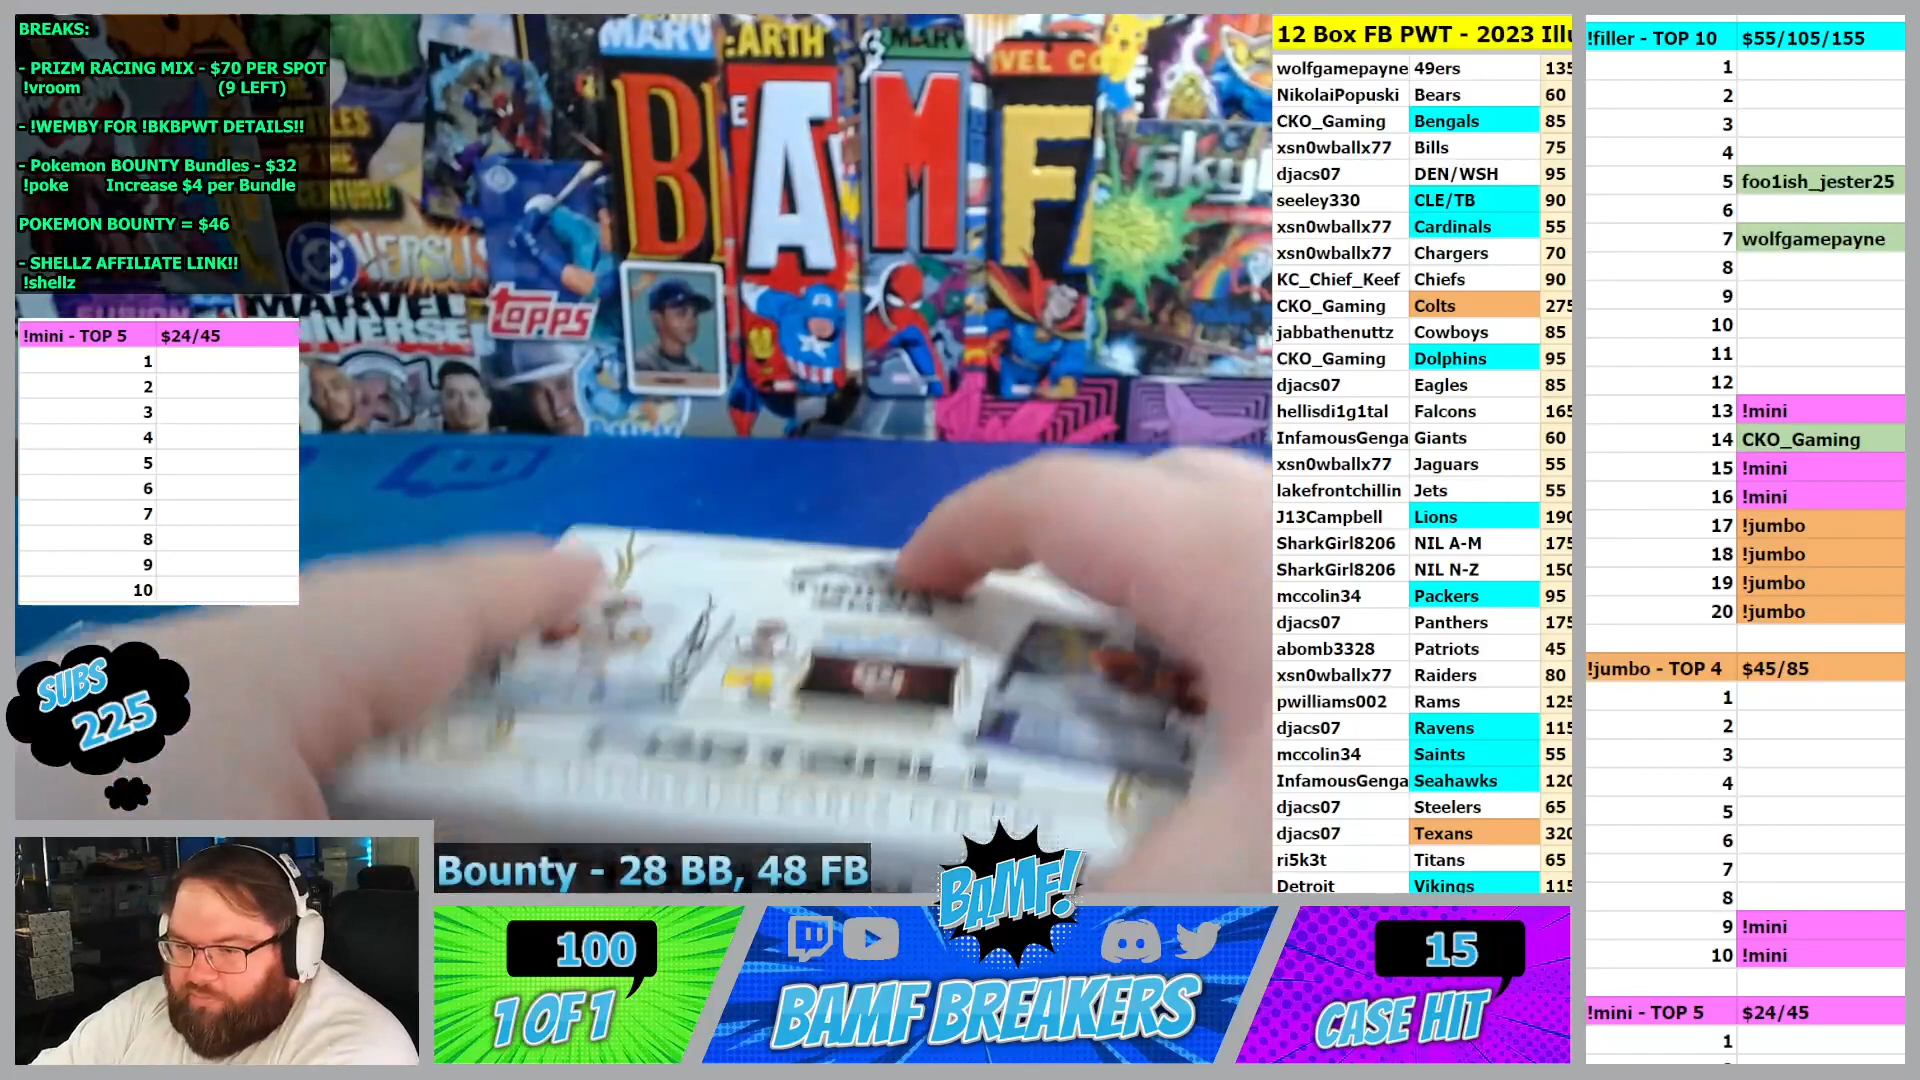 BREAKS:
- PRIZM RACING MIX - $70 PER SPOT
!vroom (9 LEFT)
- !WEMBY FOR !BKBPWT DETAILS!!
- Pokemon BOUNTY Bundles - $32
!poke Increase $4 per Bundle
POKEMON BOUNTY = $46
- SHELLZ AFFILIATE LINK!!
!shellz
!mini - TOP 5 $24/45
1
2
3
4
5
6
7
8
9
10
SUBS
225
MARV
EARTH
MARV
VEL CO
B A M F
VERSUS
topps
MARVEL
Sky
Bounty - 28 BB, 48 FB
BAMF!
100
1 OF 1
BAMF BREAKERS
15
CASE HIT
12 Box FB PWT - 2023 Illu
wolfgamepayne 49ers 135
NikolaiPopuski Bears 60
CKO_Gaming Bengals 85
xsn0wballx77 Bills 75
djacs07 DEN/WSH 95
seeley330 CLE/TB 90
xsn0wballx77 Cardinals 55
xsn0wballx77 Chargers 70
KC_Chief_Keef Chiefs 90
CKO_Gaming Colts 275
jabbathenuttz Cowboys 85
CKO_Gaming Dolphins 95
djacs07 Eagles 85
hellisdi1g1tal Falcons 165
InfamousGenga Giants 60
xsn0wballx77 Jaguars 55
lakefrontchillin Jets 55
J13Campbell Lions 190
SharkGirl8206 NIL A-M 175
SharkGirl8206 NIL N-Z 150
mccolin34 Packers 95
djacs07 Panthers 175
abomb3328 Patriots 45
xsn0wballx77 Raiders 80
pwilliams002 Rams 125
djacs07 Ravens 115
mccolin34 Saints 55
InfamousGenga Seahawks 120
djacs07 Steelers 65
djacs07 Texans 320
ri5k3t Titans 65
Detroit Vikings 115
!filler - TOP 10 $55/105/155
1
2
3
4
5 foo1ish_jester25
6
7 wolfgamepayne
8
9
10
11
12
13 !mini
14 CKO_Gaming
15 !mini
16 !mini
17 !jumbo
18 !jumbo
19 !jumbo
20 !jumbo
!jumbo - TOP 4 $45/85
1
2
3
4
5
6
7
8
9 !mini
10 !mini
!mini - TOP 5 $24/45
1